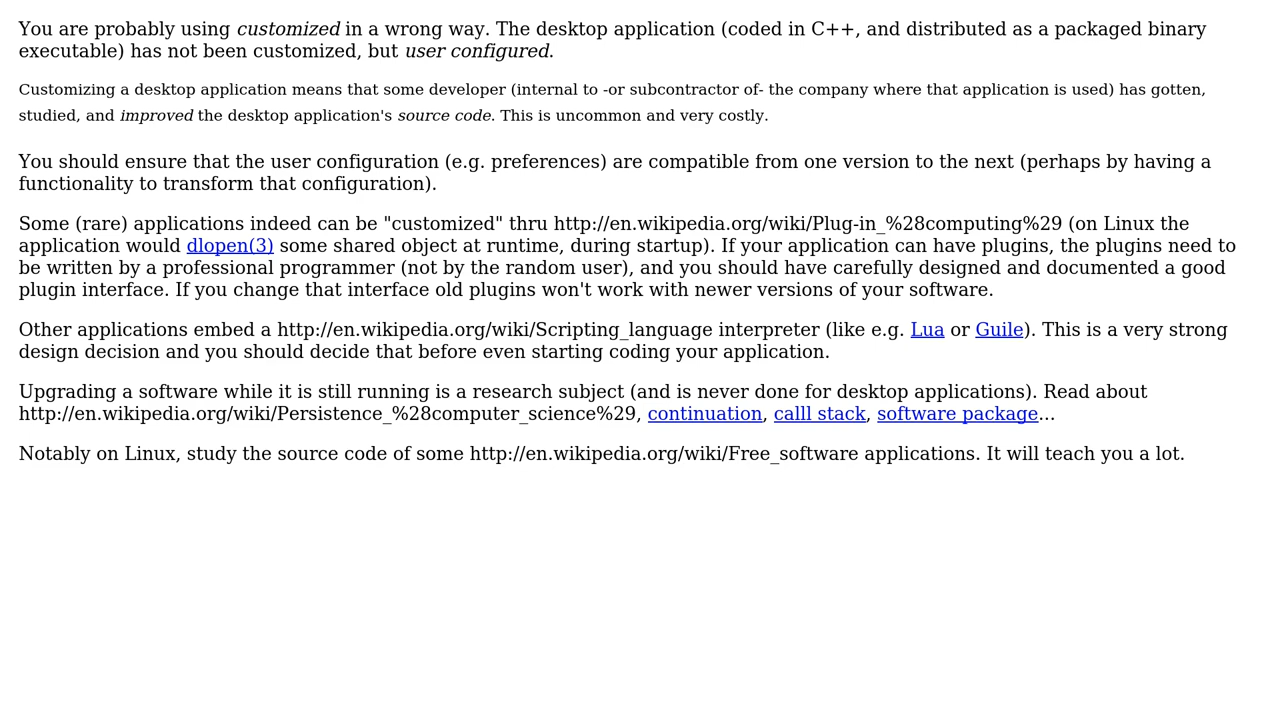 You are probably using customized in a wrong way. The desktop application (coded in C++, and distributed as a packaged binary
executable) has not been customized, but user configured.
Customizing a desktop application means that some developer (internal to -or subcontractor of- the company where that application is used) has gotten,
studied, and improved the desktop application's source code. This is uncommon and very costly.
You should ensure that the user configuration (e.g. preferences) are compatible from one version to the next (perhaps by having a
functionality to transform that configuration).
Some (rare) applications indeed can be "customized" thru http://en.wikipedia.org/wiki/Plug-in_%28computing%29 (on Linux the
application would dlopen(3) some shared object at runtime, during startup). If your application can have plugins, the plugins need to
be written by a professional programmer (not by the random user), and you should have carefully designed and documented a good
plugin interface. If you change that interface old plugins won't work with newer versions of your software.
Other applications embed a http://en.wikipedia.org/wiki/Scripting_language interpreter (like e.g. Lua or Guile). This is a very strong
design decision and you should decide that before even starting coding your application.
Upgrading a software while it is still running is a research subject (and is never done for desktop applications). Read about
http://en.wikipedia.org/wiki/Persistence_%28computer_science%29, continuation, calll stack, software package...
Notably on Linux, study the source code of some http://en.wikipedia.org/wiki/Free_software applications. It will teach you a lot.